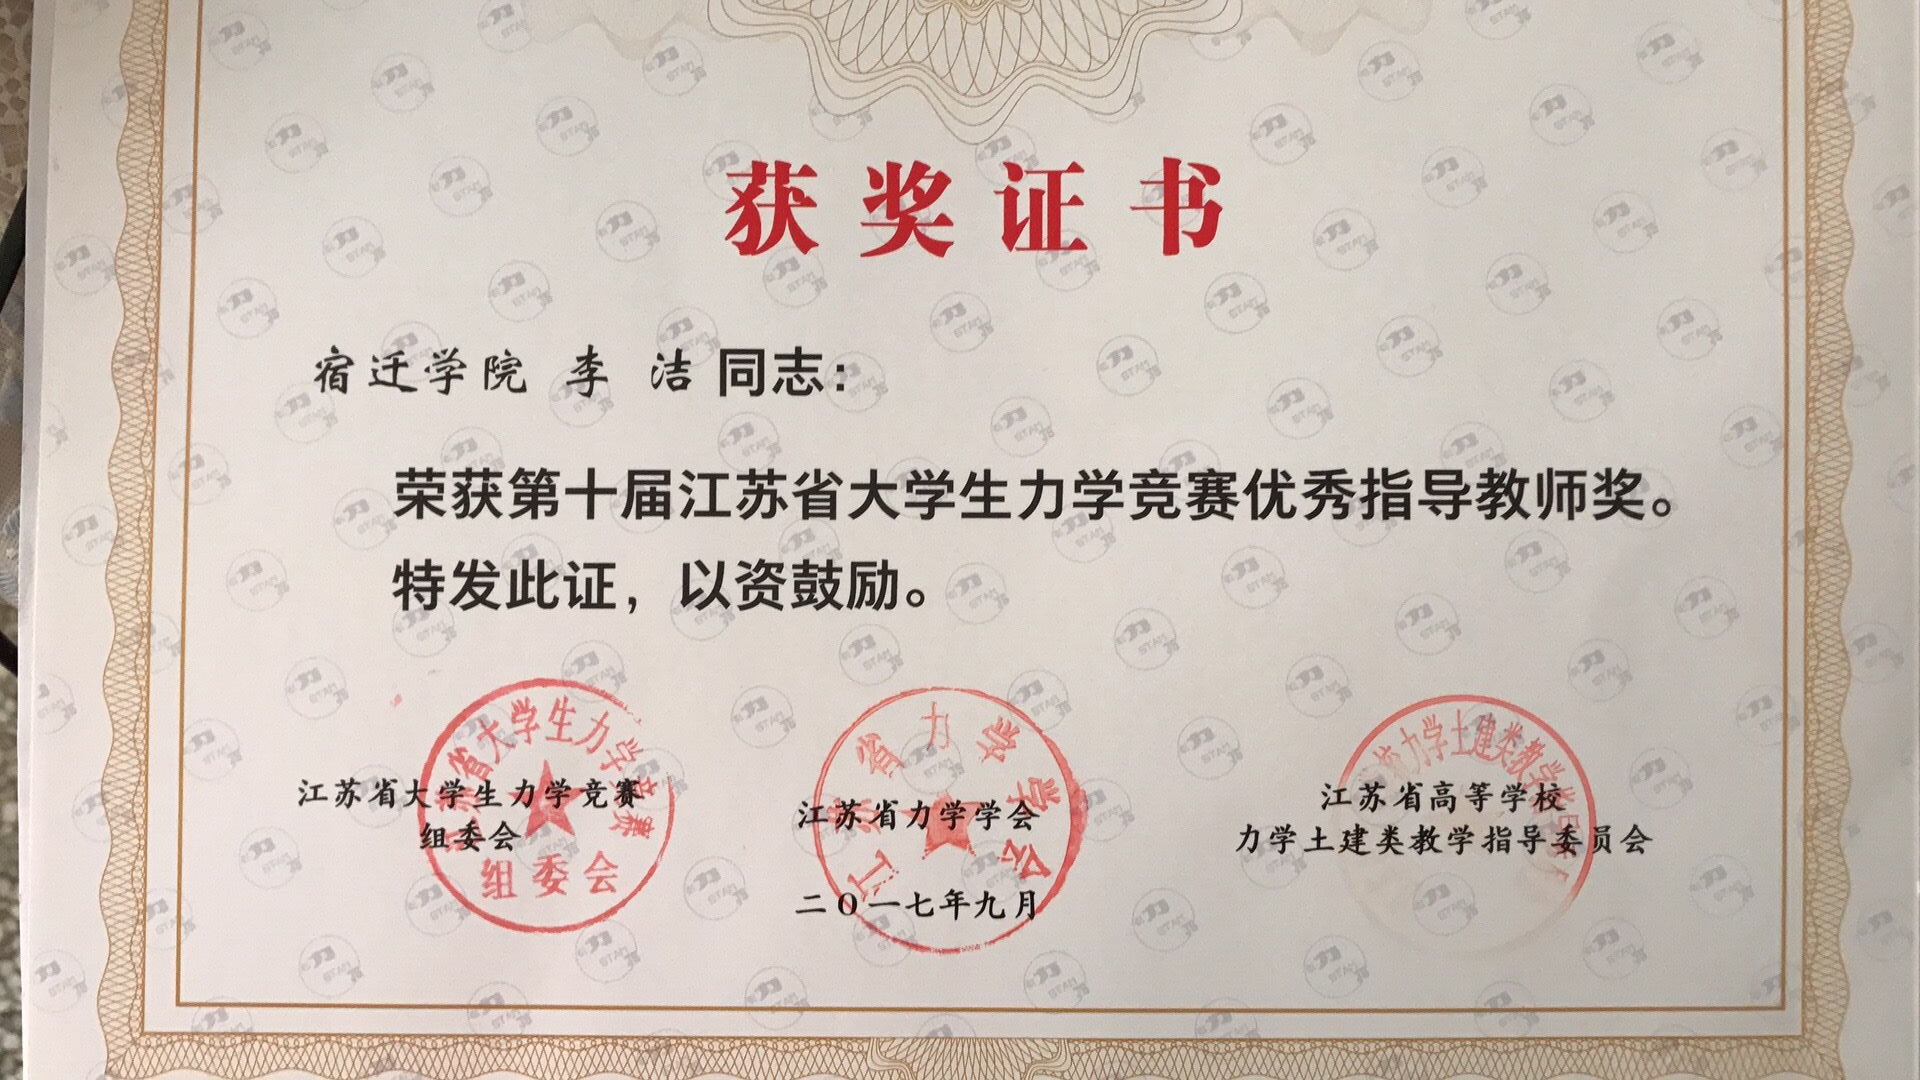 获奖证书
宿迁学院 李 洁 同志：
荣获第十届江苏省大学生力学竞赛优秀指导教师奖。
特发此证，以资鼓励。
江苏省大学生力学竞赛
组委会
组委会
江苏省力学学会
二〇一七年九月
江苏省高等学校
力学土建类教学指导委员会